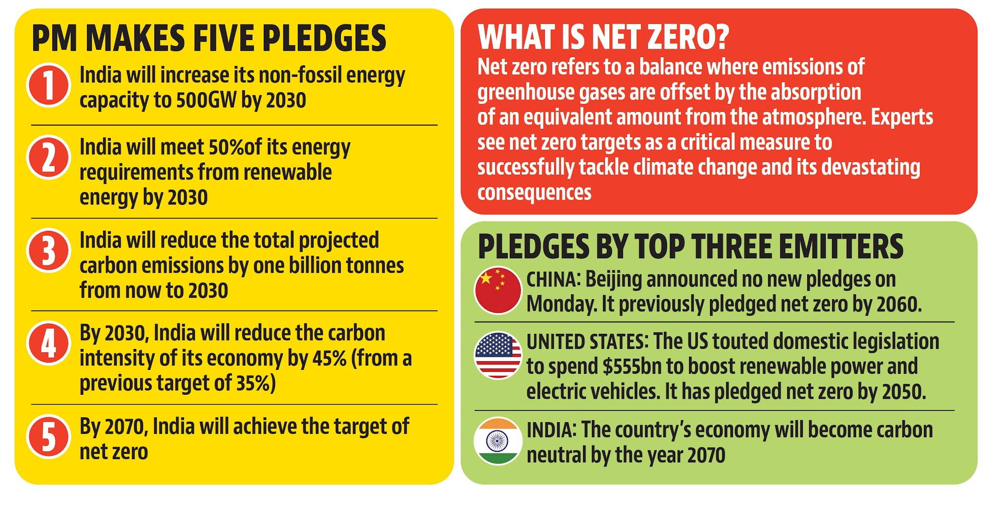 PM MAKES FIVE PLEDGES
1
India will increase its non-fossil energy
capacity to 500GW by 2030
2
India will meet 50%of its energy
requirements from renewable
energy by 2030
3
India will reduce the total projected
carbon emissions by one billion tonnes
from now to 2030
4
By 2030, India will reduce the carbon
intensity of its economy by 45% (from a
previous target of 35%)
5
By 2070, India will achieve the target of
net zero
WHAT IS NET ZERO?
Net zero refers to a balance where emissions of
greenhouse gases are offset by the absorption
of an equivalent amount from the atmosphere. Experts
see net zero targets as a critical measure to
successfully tackle climate change and its devastating
consequences
PLEDGES BY TOP THREE EMITTERS
CHINA: Beijing announced no new pledges on
Monday. It previously pledged net zero by 2060.
UNITED STATES: The US touted domestic legislation
to spend $555bn to boost renewable power and
electric vehicles. It has pledged net zero by 2050.
INDIA: The country's economy will become carbon
neutral by the year 2070